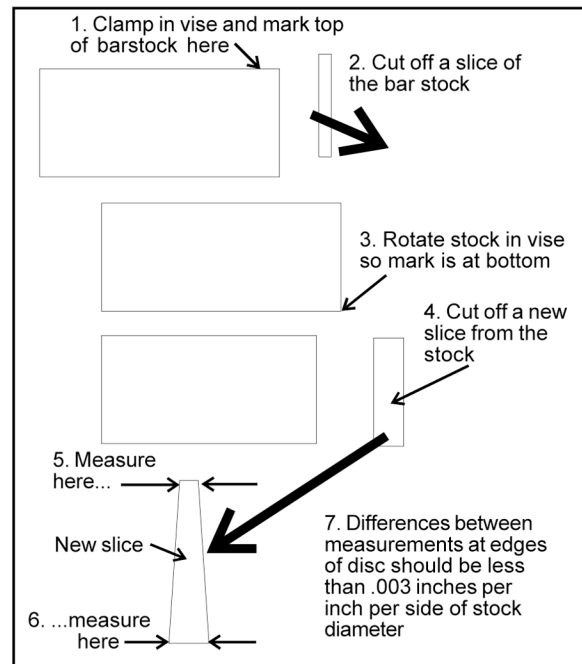 1. Clamp in vise and mark top
of barstock here
2. Cut off a slice of
the bar stock
3. Rotate stock in vise
so mark is at bottom
4. Cut off a new
slice from the
stock
5. Measure
here...
New slice
6. ...measure
here
7. Differences between
measurements at edges
of disc should be less
than .003 inches per
inch per side of stock
diameter